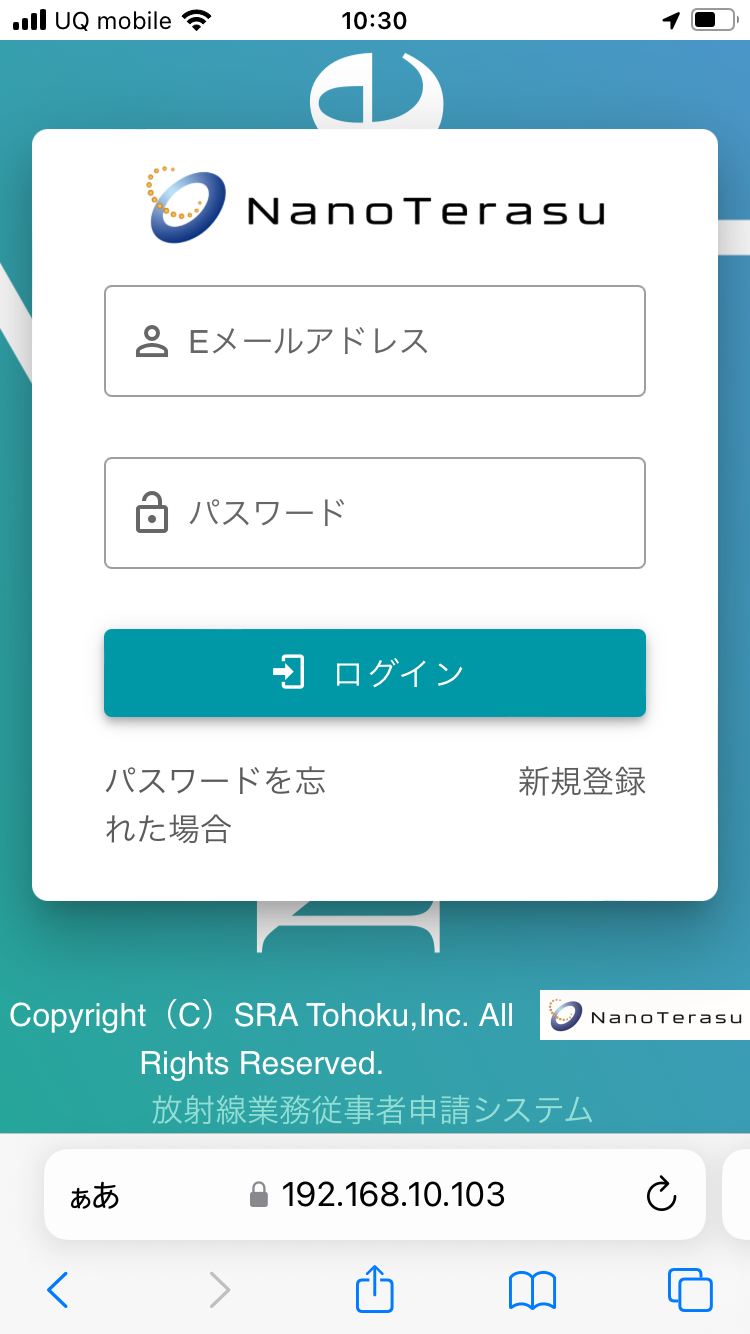 UQ mobile
10:30
e
NanoTerasu
Eメールアドレス
パスワード
ログイン
パスワードを忘
れた場合
新規登録
Copyright（C）SRA Tohoku,Inc. All
Rights Reserved.
NanoTerasu
放射線業務従事者申請システム
ぁあ
192.168.10.103